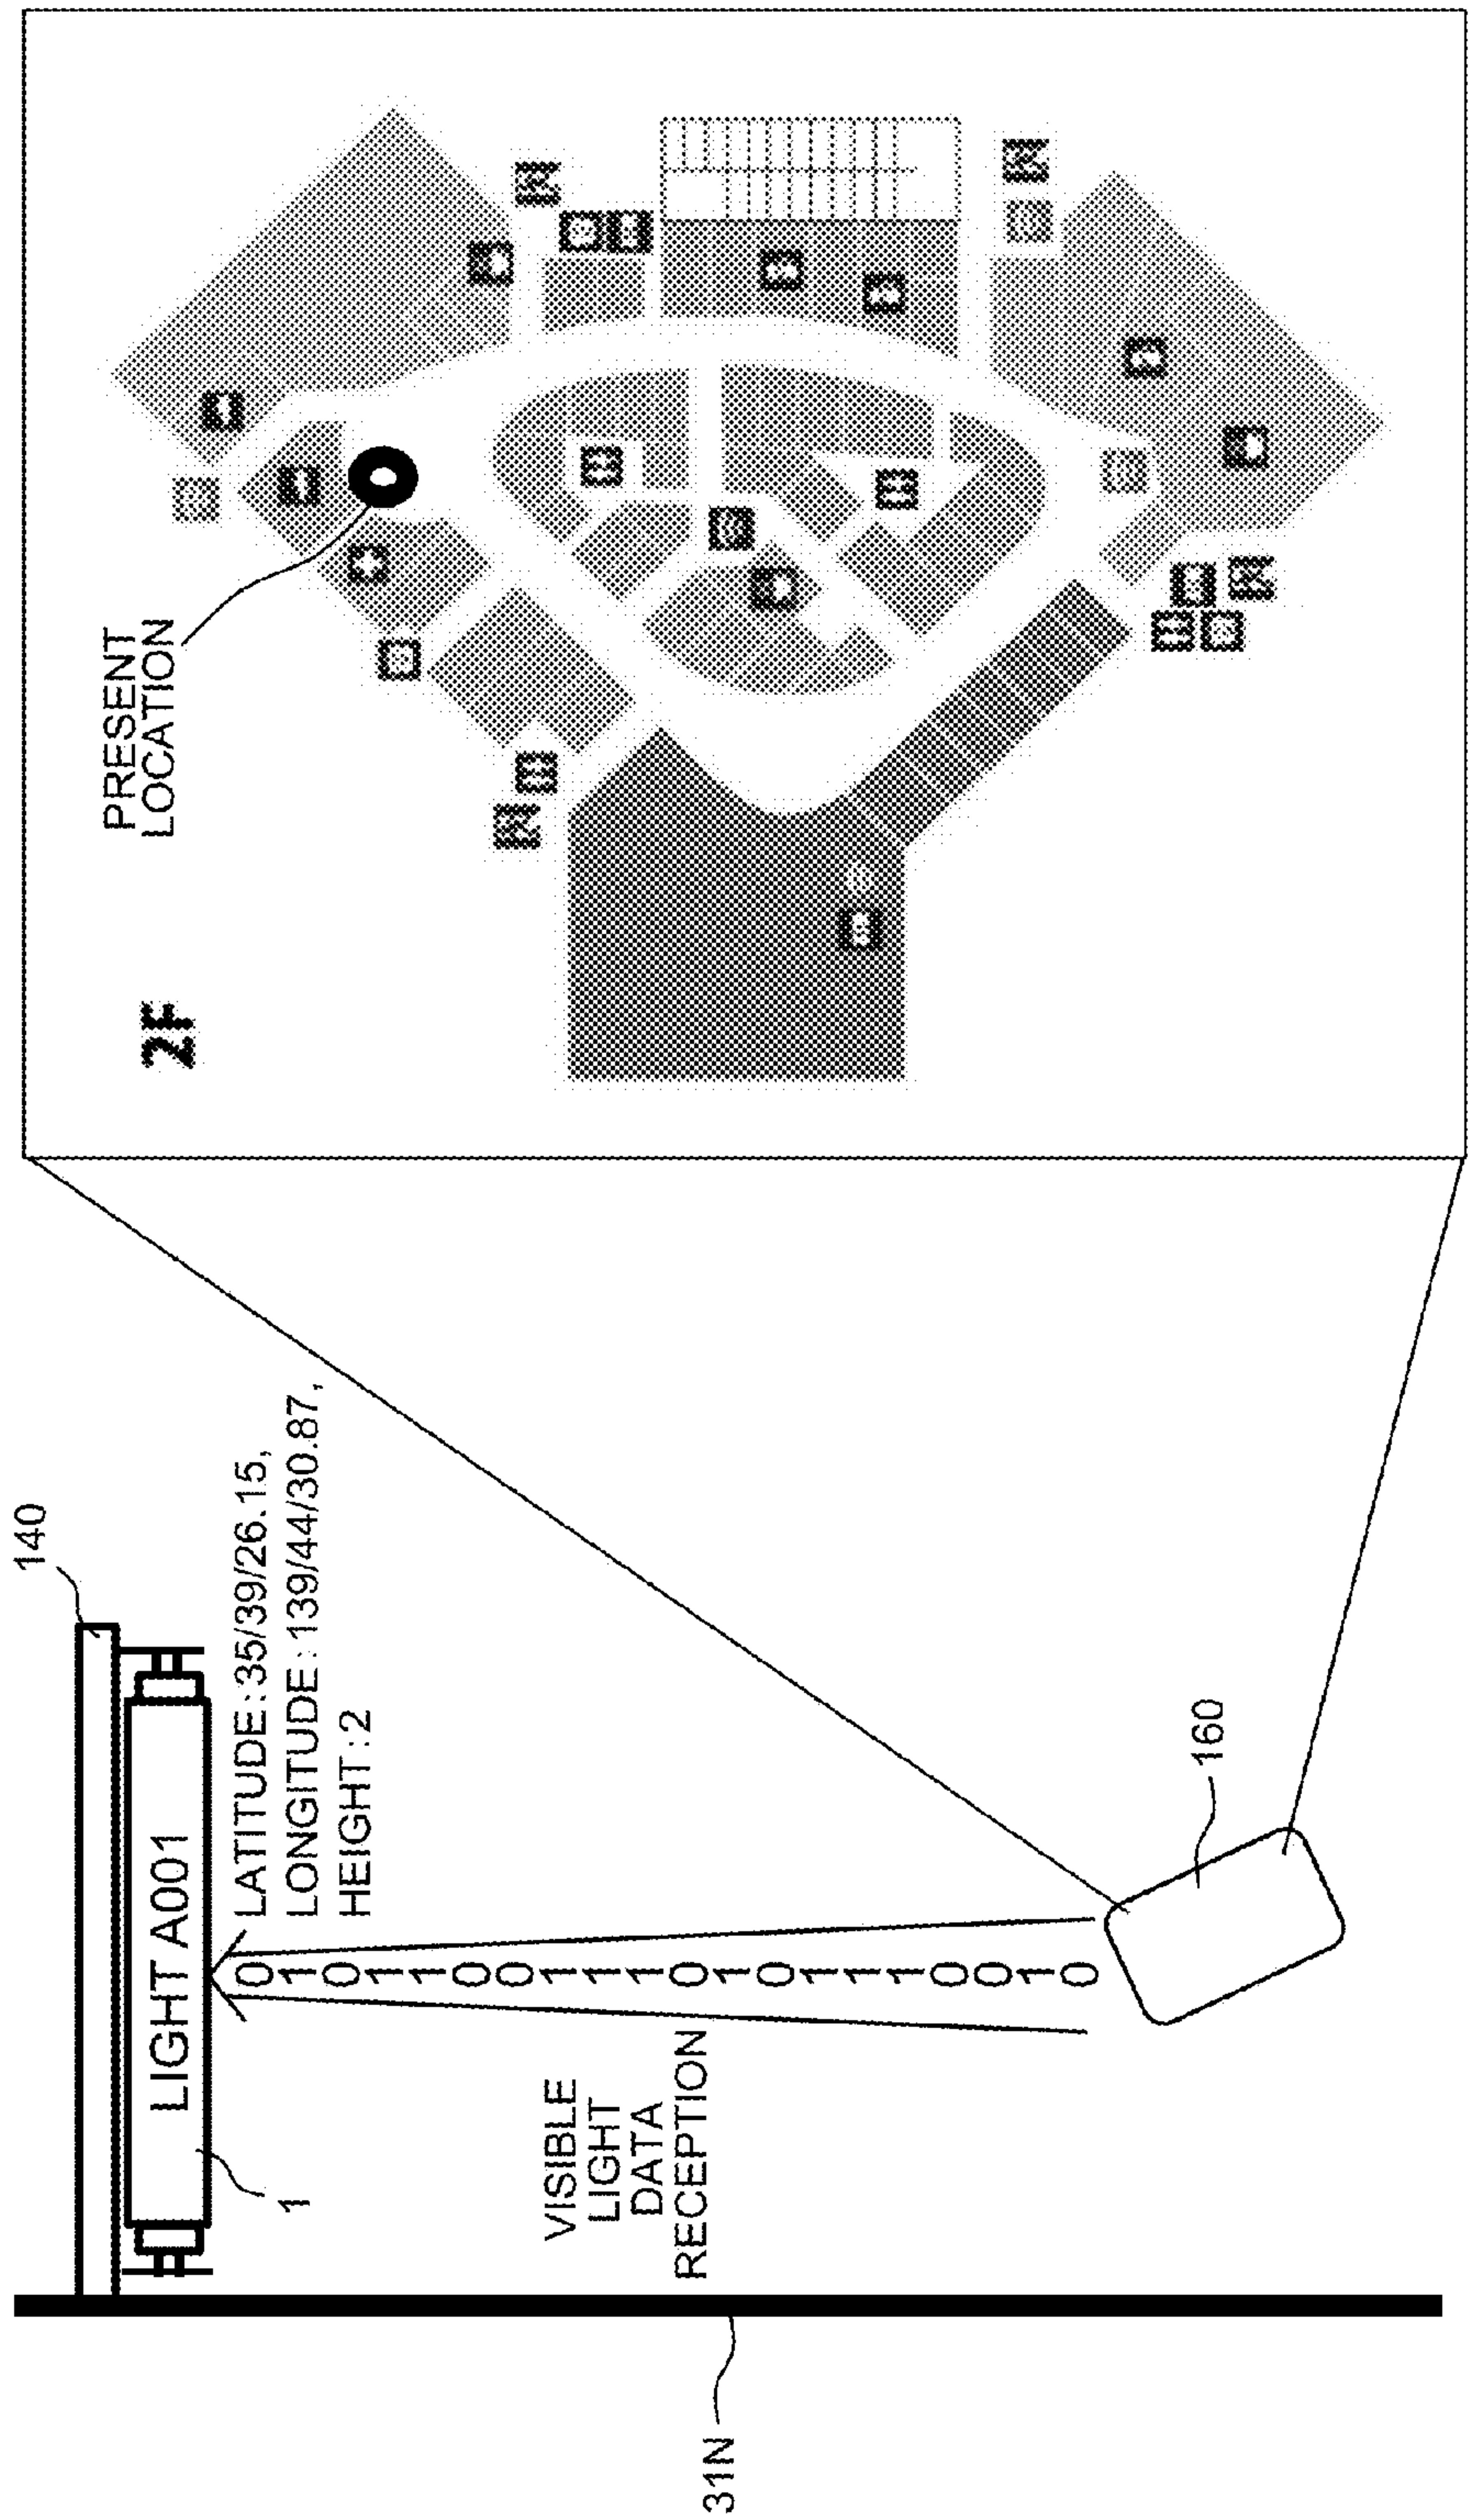 140
LIGHT A001
1
LATITUDE:35/39/26.15,
LONGITUDE:139/44/30.87,
HEIGHT:2
01011001110101110010
VISIBLE
LIGHT
DATA
RECEPTION
31N
160
2F
PRESENT
LOCATION